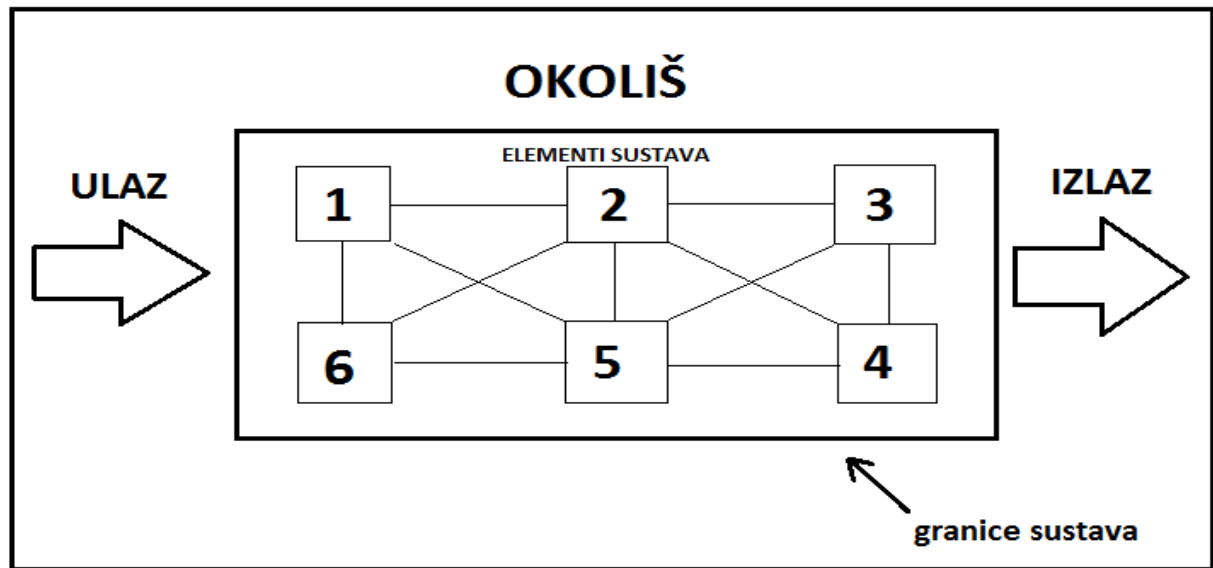 OKOLIŠ
ELEMENTI SUSTAVA
ULAZ
IZLAZ
1 2 3
6 5 4
granice sustava